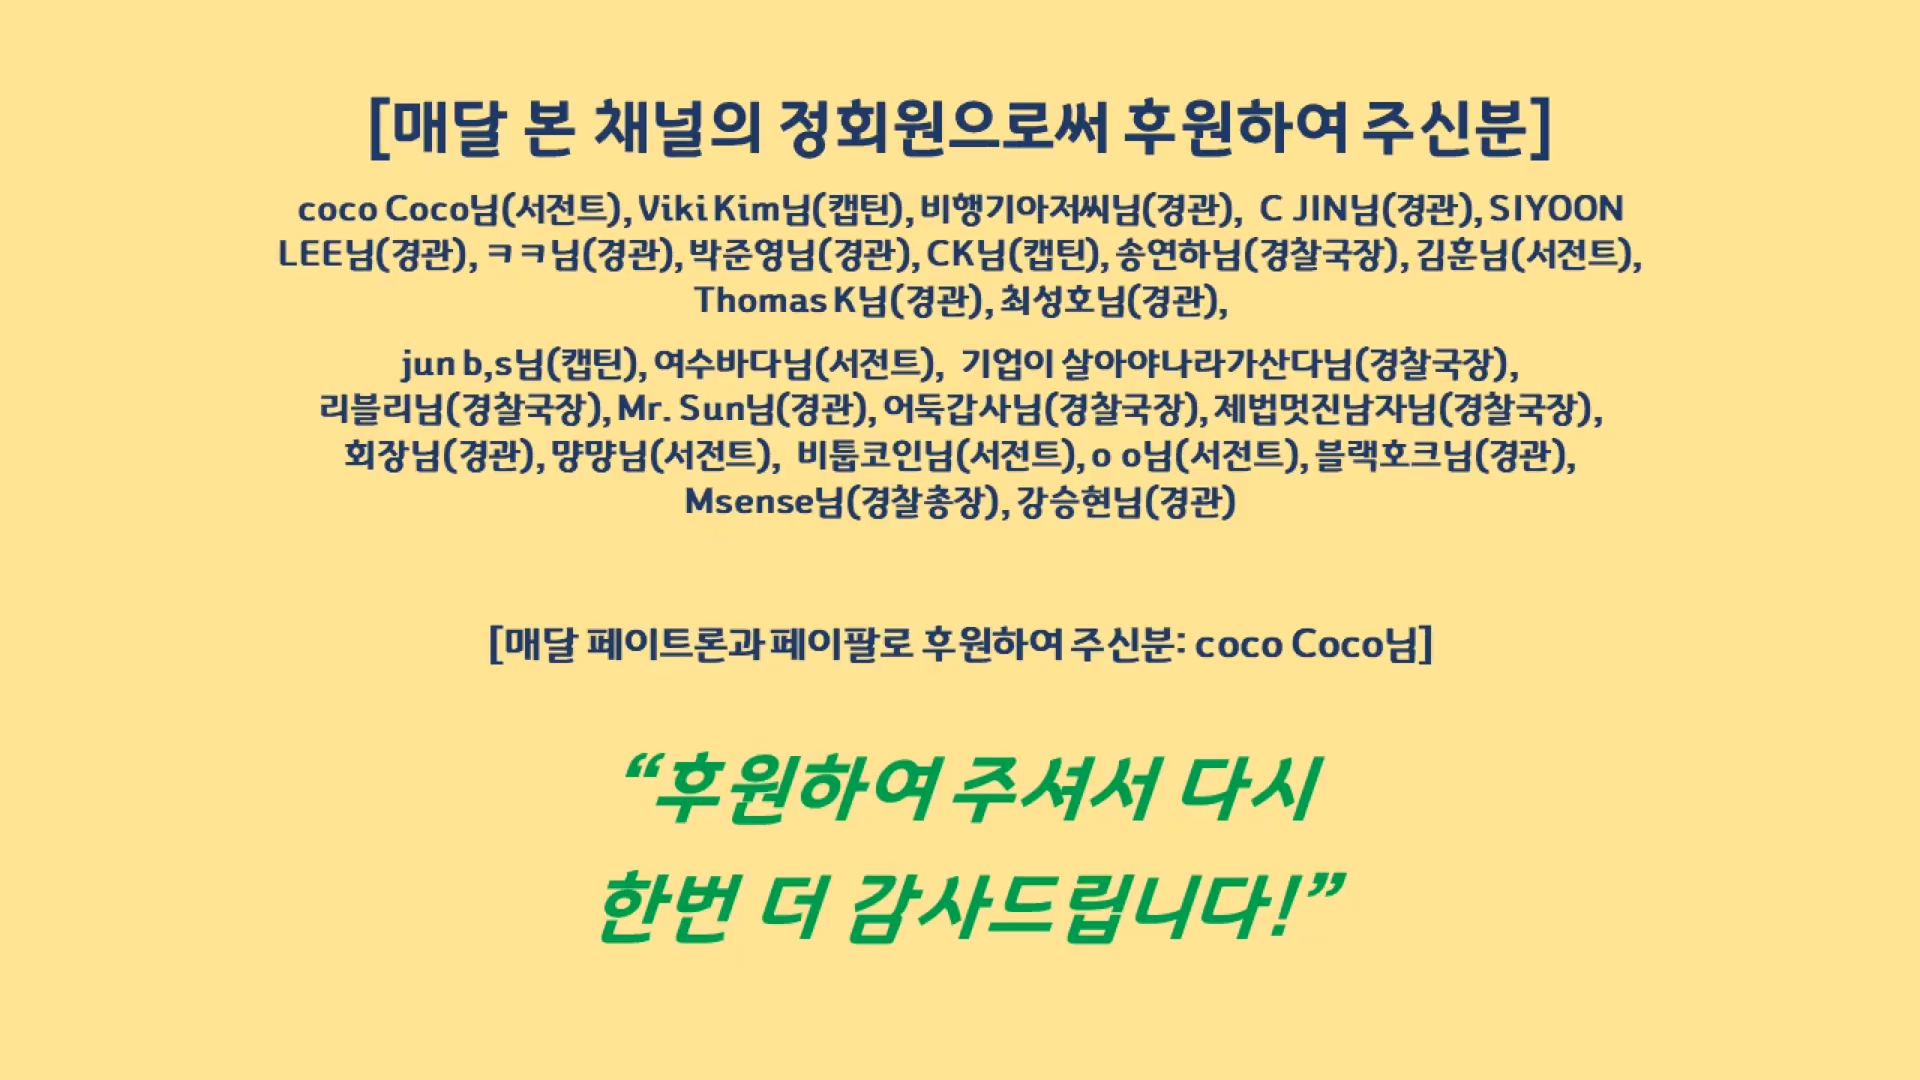 [매달 본 채널의 정회원으로써 후원하여 주신분]
coco Coco님(서전트), Viki Kim님(캡틴), 비행기아저씨님(경관), C JIN님(경관), SIYOON
LEE님(경관), ㅋㅋ님(경관), 박준영님(경관), CK님(캡틴), 송연하님(경찰국장), 김훈님(서전트),
Thomas K님(경관), 최성호님(경관),
jun b,s님(캡틴), 여수바다님(서전트), 기업이 살아야나라가산다님(경찰국장),
리블리님(경찰국장), Mr. Sun님(경관), 어둑갑사님(경찰국장), 제법멋진남자님(경찰국장),
회장님(경관), 먕먕님(서전트), 비툽코인님(서전트), o o님(서전트), 블랙호크님(경관),
Msense님(경찰총장), 강승현님(경관)
[매달 페이트론과 페이팔로 후원하여 주신분: coco Coco님]
“후원하여 주셔서 다시
한번 더 감사드립니다!”